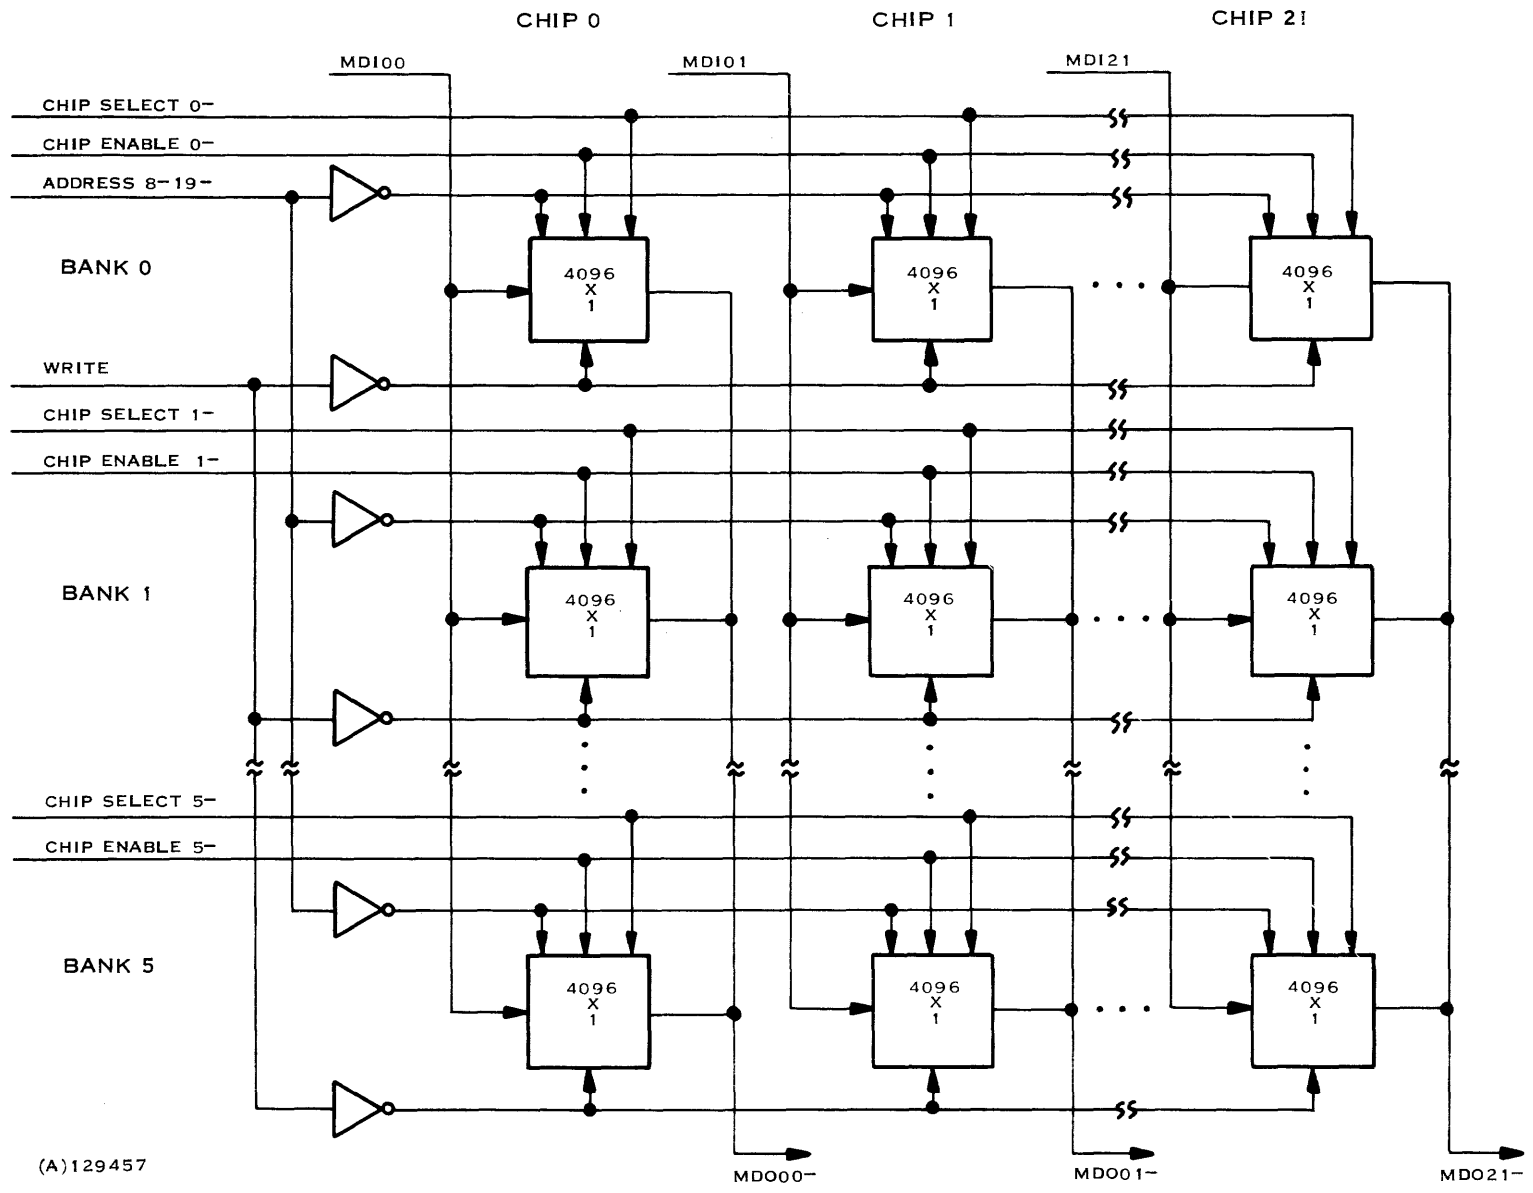 CHIP 0 CHIP 1 CHIP 21
MDI00 MDI01 MDI21
CHIP SELECT 0-
CHIP ENABLE 0-
ADDRESS 8-19-
BANK 0
4096 4096 4096
X X X
1 1 1
WRITE
CHIP SELECT 1-
CHIP ENABLE 1-
BANK 1
4096 4096 4096
X X X
1 1 1
CHIP SELECT 5-
CHIP ENABLE 5-
BANK 5
4096 4096 4096
X X X
1 1 1
(A)129457
MDO00- MDO01- MDO21-